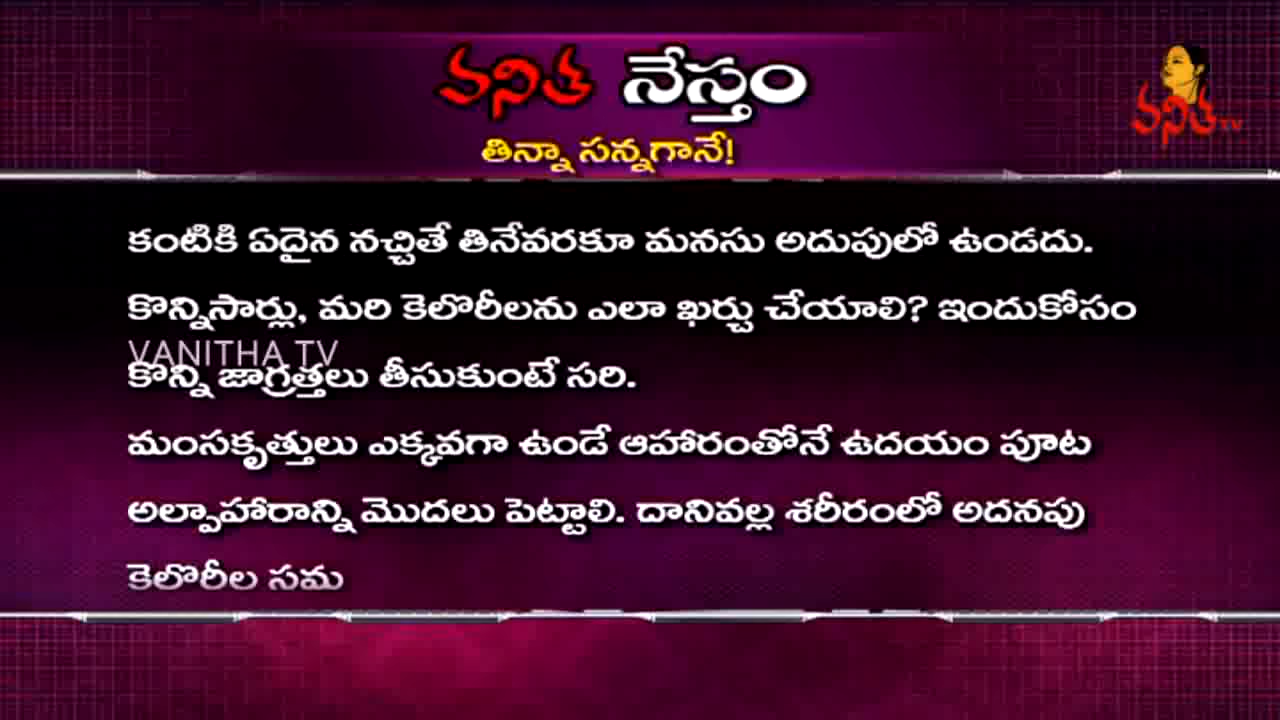 వనిత నేస్తం
వనిత TV
తిన్నా సన్నగానే!
కంటికి ఏదైన నచ్చితే తినేవరకూ మనసు అదుపులో ఉండదు.
కొన్నిసార్లు, మరి కెలొరీలను ఎలా ఖర్చు చేయాలి? ఇందుకోసం
VANITHA TV
కొన్ని జాగ్రత్తలు తీసుకుంటే సరి.
మంసకృత్తులు ఎక్కవగా ఉండే ఆహారంతోనే ఉదయం పూట
అల్పాహారాన్ని మొదలు పెట్టాలి. దానివల్ల శరీరంలో అదనపు
కెలొరీల సమ